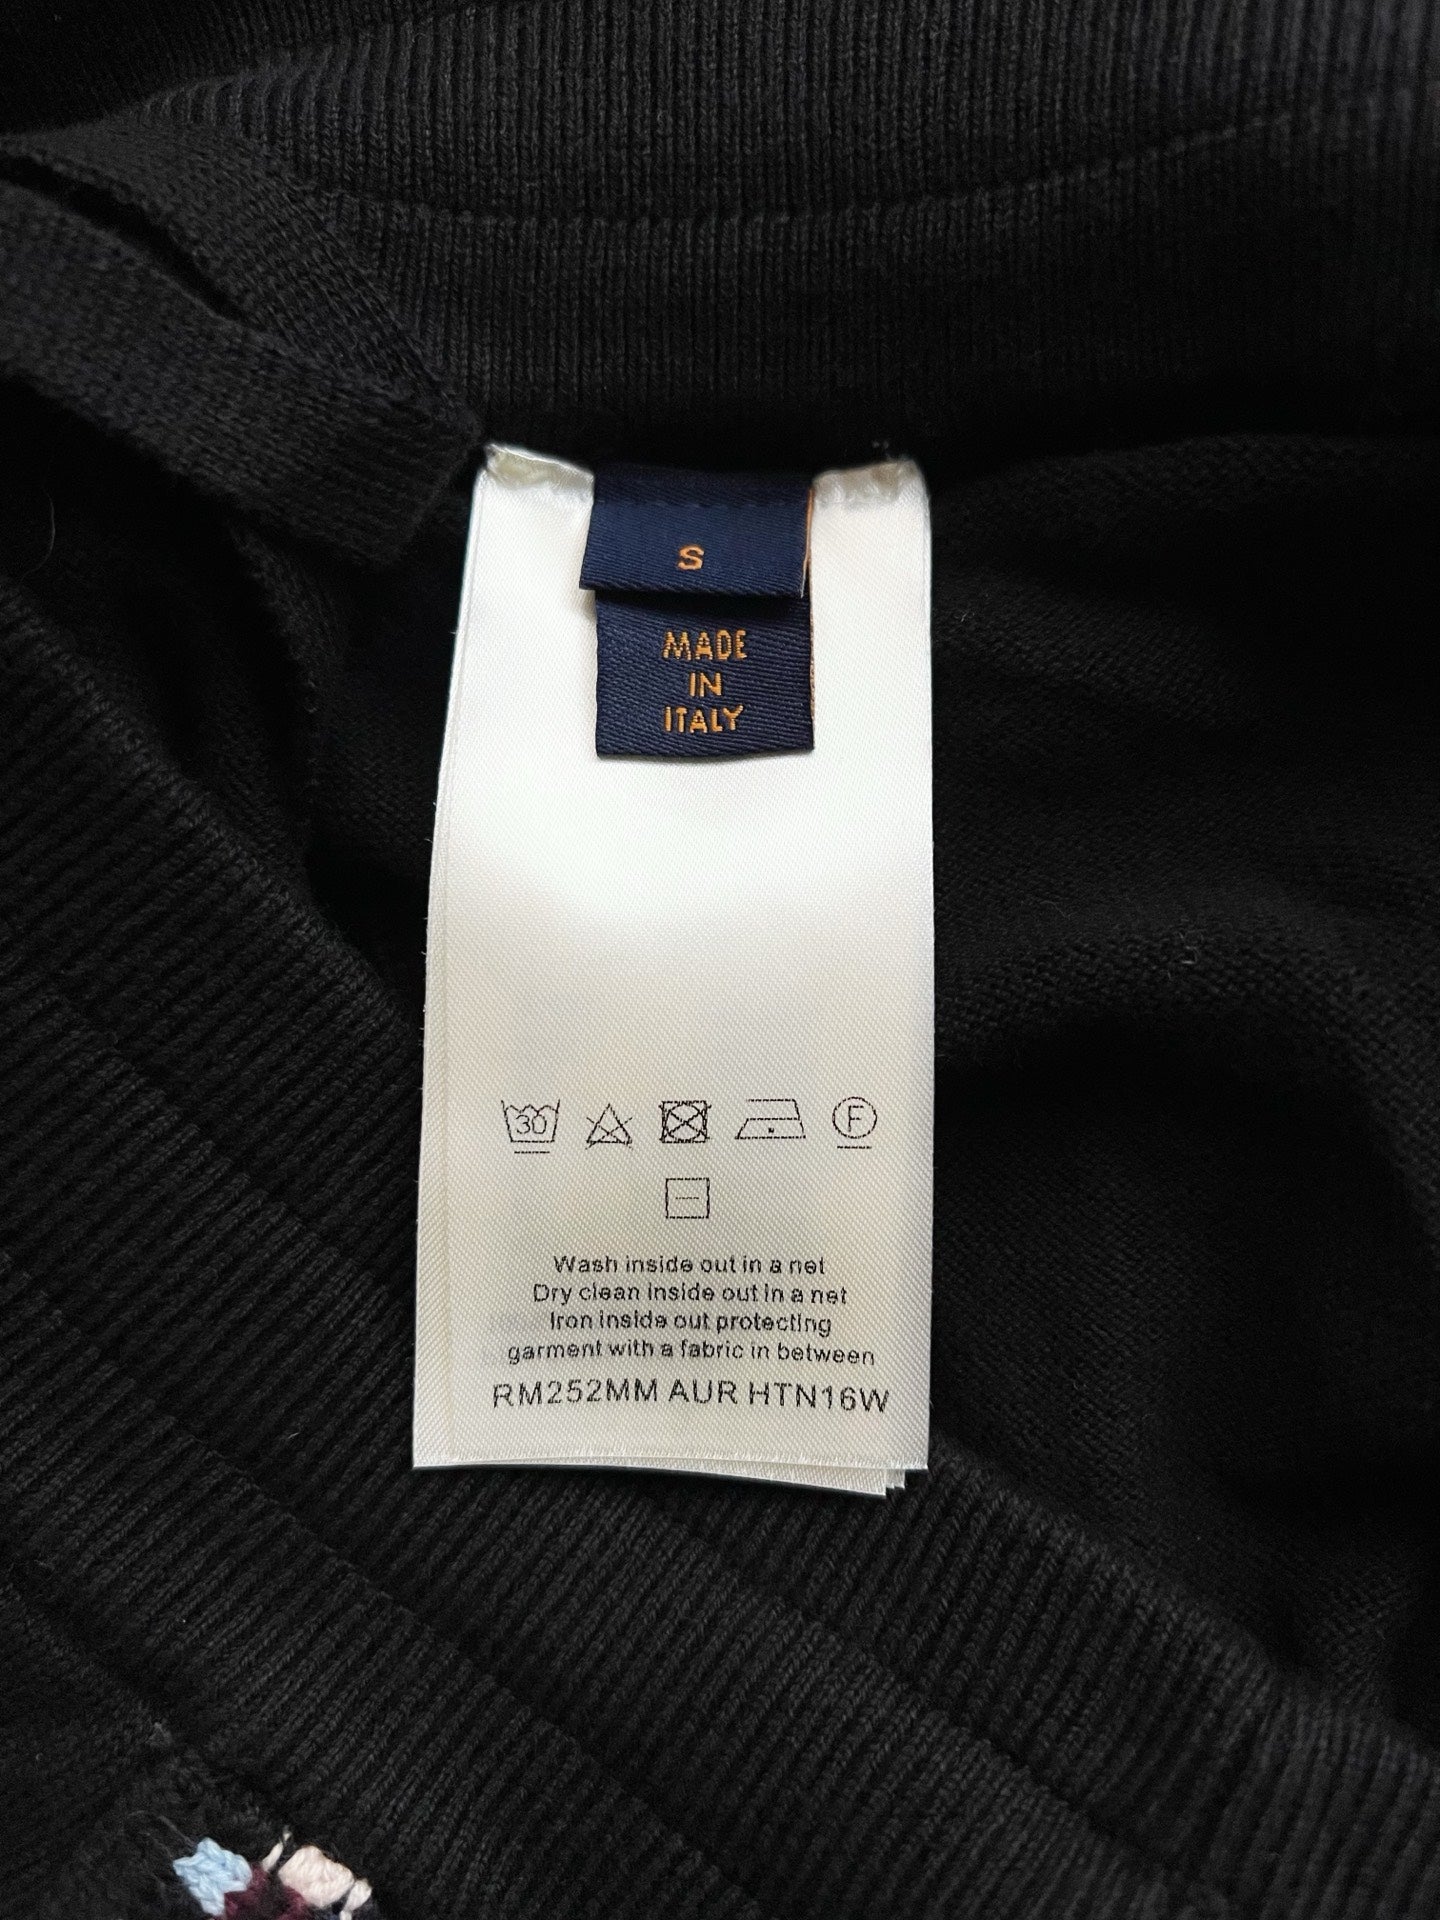 S
MADE
IN
ITALY
30
F
Wash inside out in a net
Dry clean inside out in a net
Iron inside out protecting
garment with a fabric in between
RM252MM AUR HTN16W